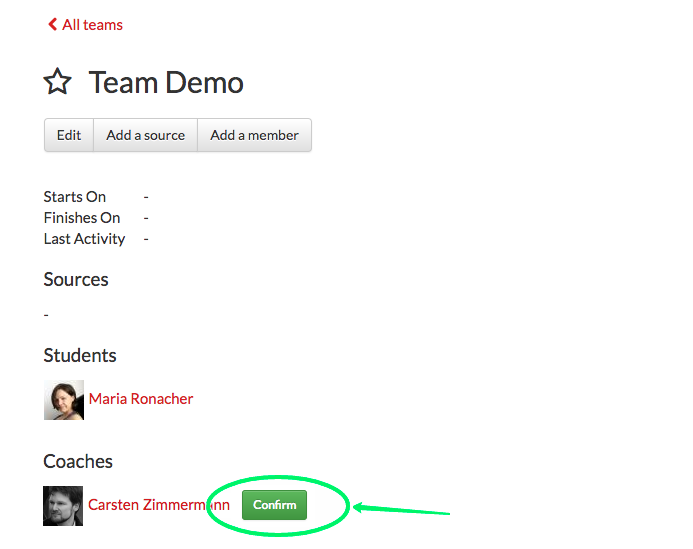 All teams
Team Demo
Edit Add a source Add a member
Starts On -
Finishes On -
Last Activity -
Sources
-
Students
Maria Ronacher
Coaches
Carsten Zimmermann Confirm